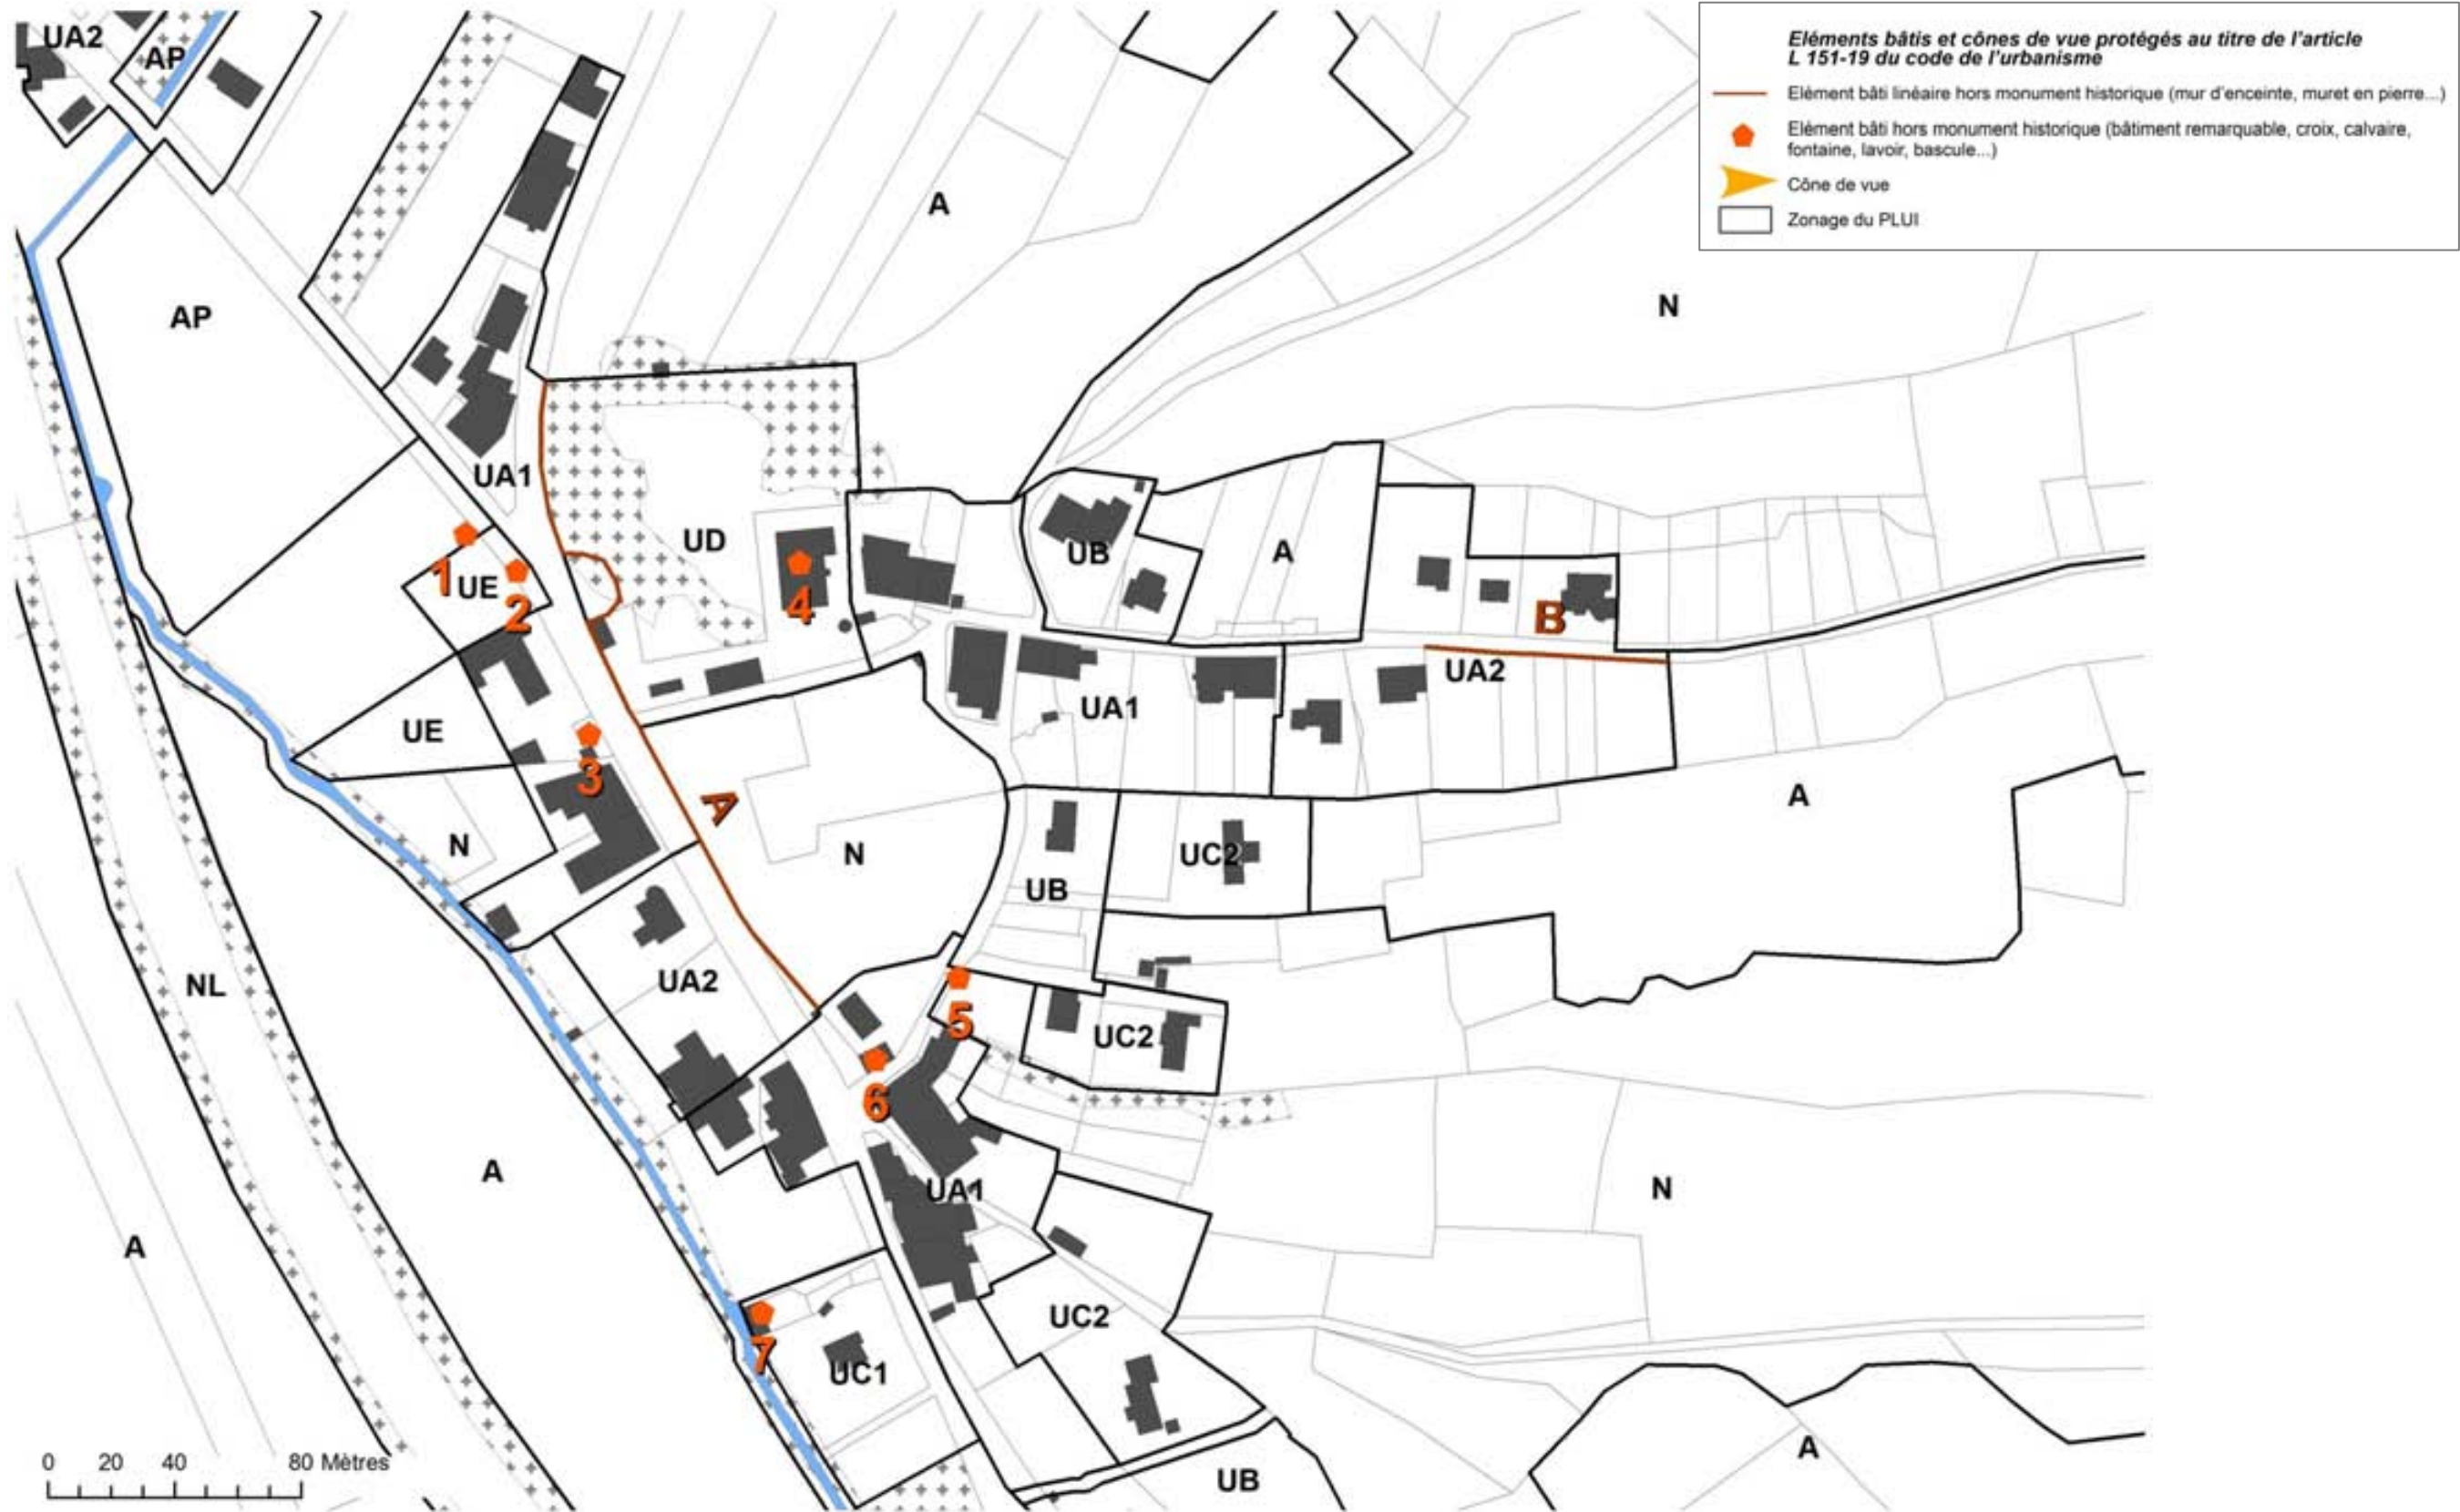 Eléments bâtis et cônes de vue protégés au titre de l'article
L 151-19 du code de l'urbanisme
Elément bâti linéaire hors monument historique (mur d'enceinte, muret en pierre...)
Elément bâti hors monument historique (bâtiment remarquable, croix, calvaire,
fontaine, lavoir, bascule...)
Cône de vue
Zonage du PLUI
UA2
AP
A
N
AP
UA1
UD
UB
A
1
UE
2
4
B
UA2
UE
UA1
3
A
A
N
N
UC2
UB
UA2
NL
5
UC2
6
A
UA1
N
A
UC2
7
UC1
A
UB
0 20 40 80 Mètres